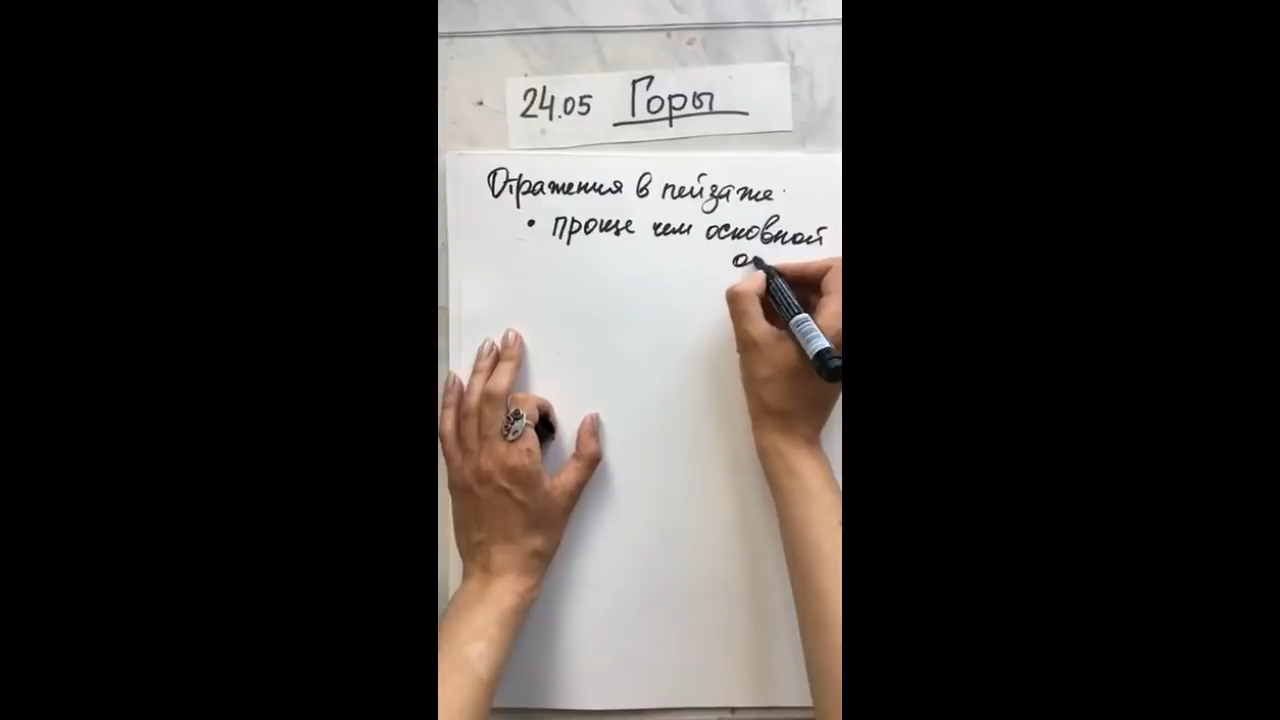 24.05 Горы
Отражения в пейзаже
• проще чем основной